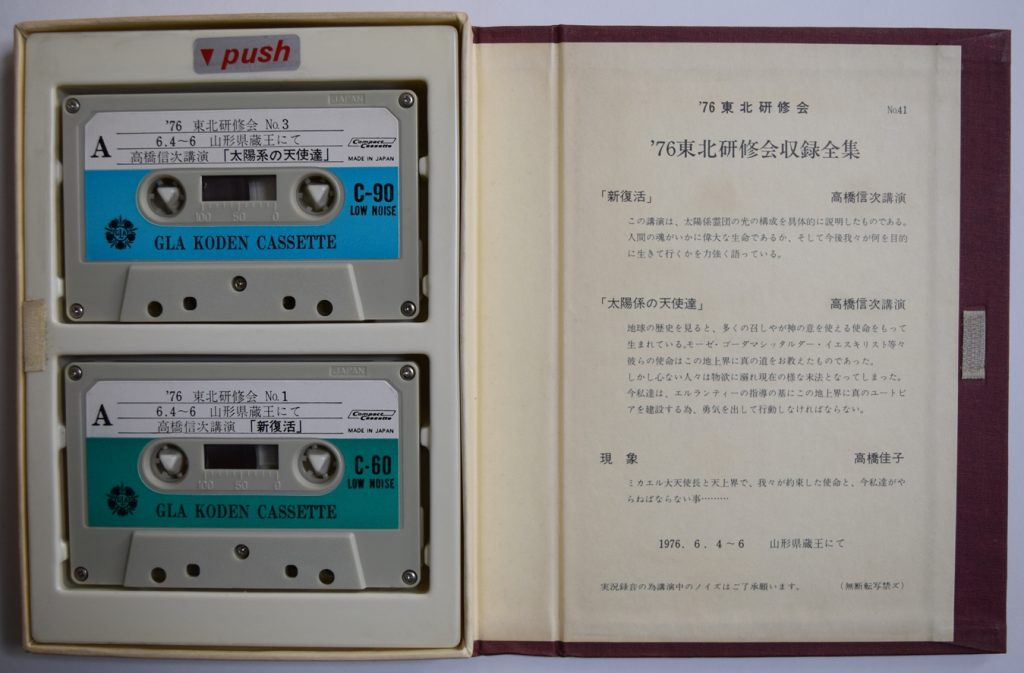 ▼push
JAPAN
A
'76 東北研修会 No.3
6.4〜6 山形県蔵王にて
高橋信次講演 「太陽系の天使達」
Compact Cassette
MADE IN JAPAN
100 50 0
C-90
LOW NOISE
GLA
GLA KODEN CASSETTE
JAPAN
A
'76 東北研修会 No.1
6.4〜6 山形県蔵王にて
高橋信次講演 「新復活」
Compact Cassette
MADE IN JAPAN
100 50 0
C-60
LOW NOISE
GLA
GLA KODEN CASSETTE
'76東北研修会 No.41
'76東北研修会収録全集
「新復活」 高橋信次講演
この講演は、太陽係霊団の光の構成を具体的に説明したものである。
人間の魂がいかに偉大な生命であるか、そして今後我々が何を目的
に生きて行くかを力強く語っている。
「太陽係の天使達」 高橋信次講演
地球の歴史を見ると、多くの召しやが神の意を使える使命をもって
生まれている。モーゼ・ゴーダマシッタルダー・イエスキリスト等々
彼らの使命はこの地上界に真の道をお教えたものであった。
しかし心ない人々は物欲に溺れ現在の様な末法となってしまった。
今私達は、エルランティーの指導の基にこの地上界に真のユートピ
アを建設する為、勇気を出して行動しなければならない。
現象 高橋佳子
ミカエル大天使長と天上界で、我々が約束した使命と、今私達がや
らねばならない事………
1976. 6. 4〜6 山形県蔵王にて
実況録音の為講演中のノイズはご了承願います。 (無断転写禁ズ)